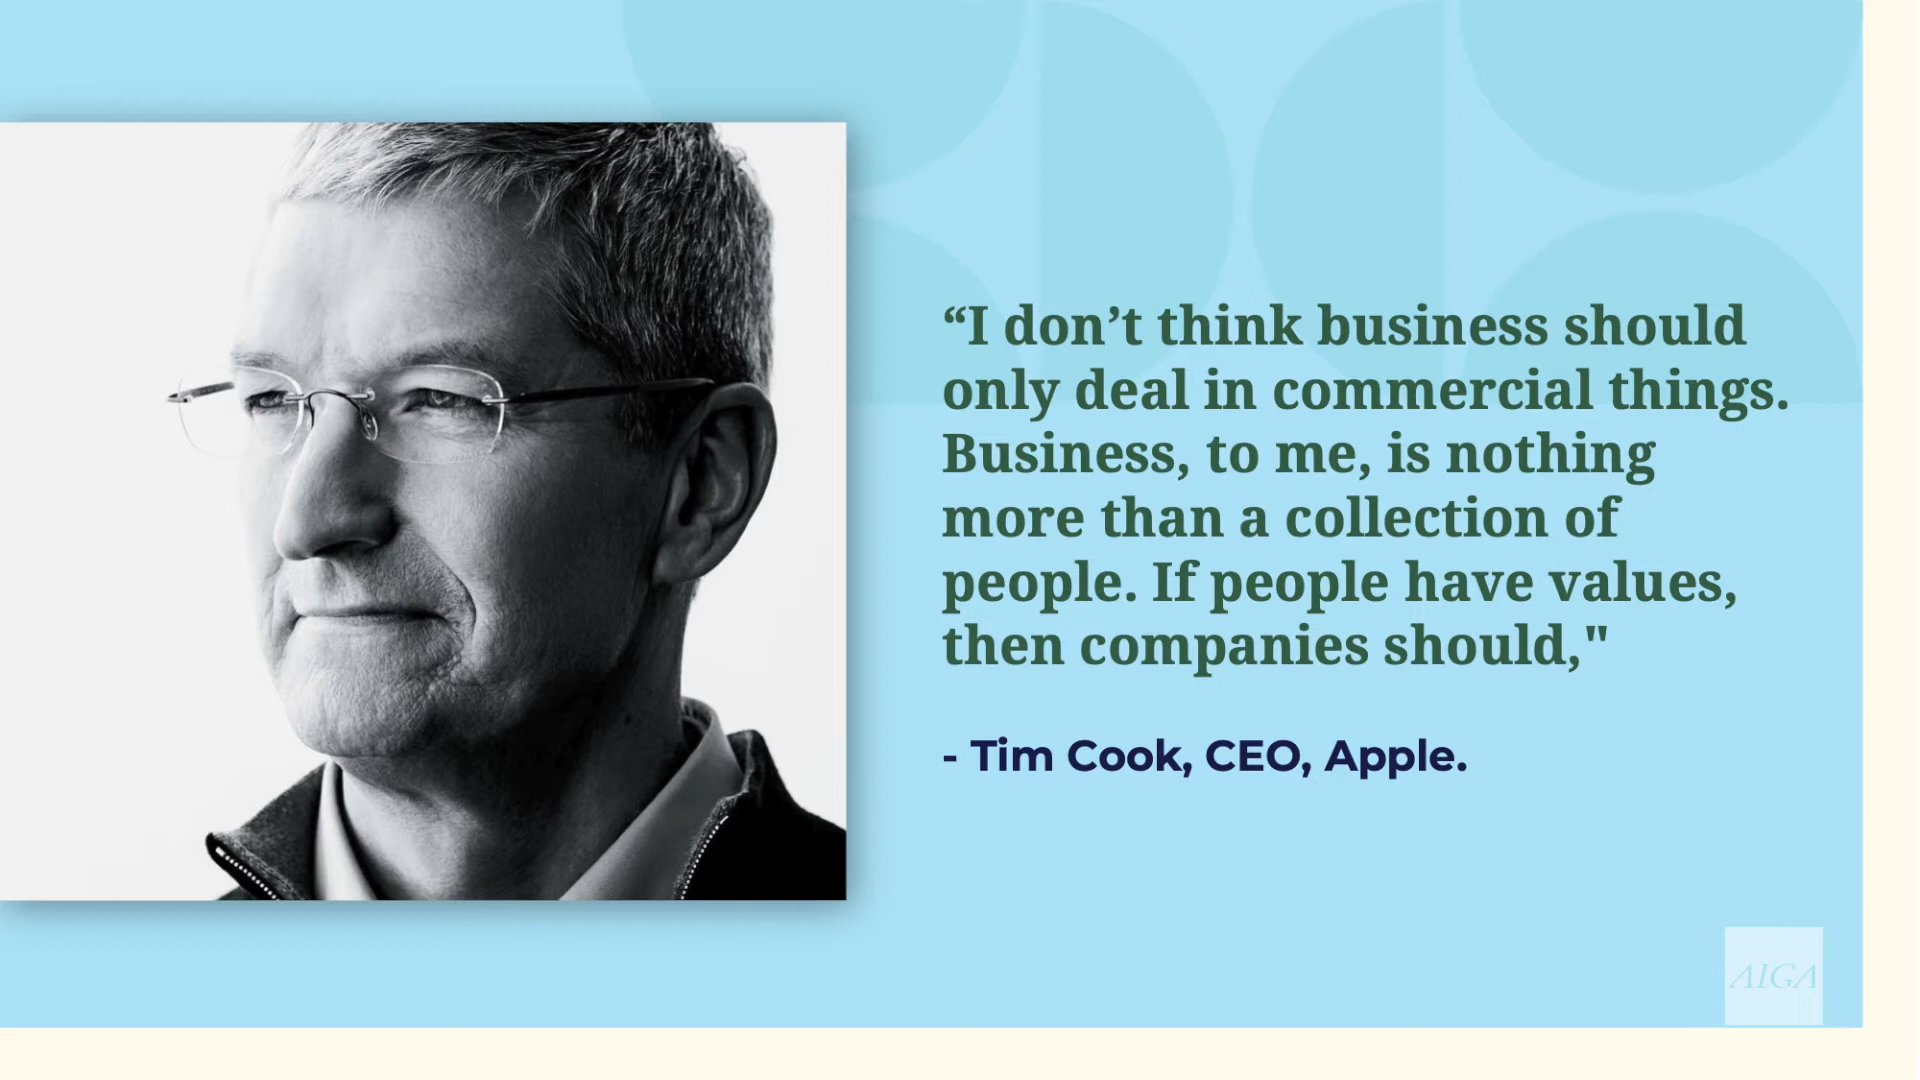 “I don’t think business should
only deal in commercial things.
Business, to me, is nothing
more than a collection of
people. If people have values,
then companies should,"
- Tim Cook, CEO, Apple.
AIGA